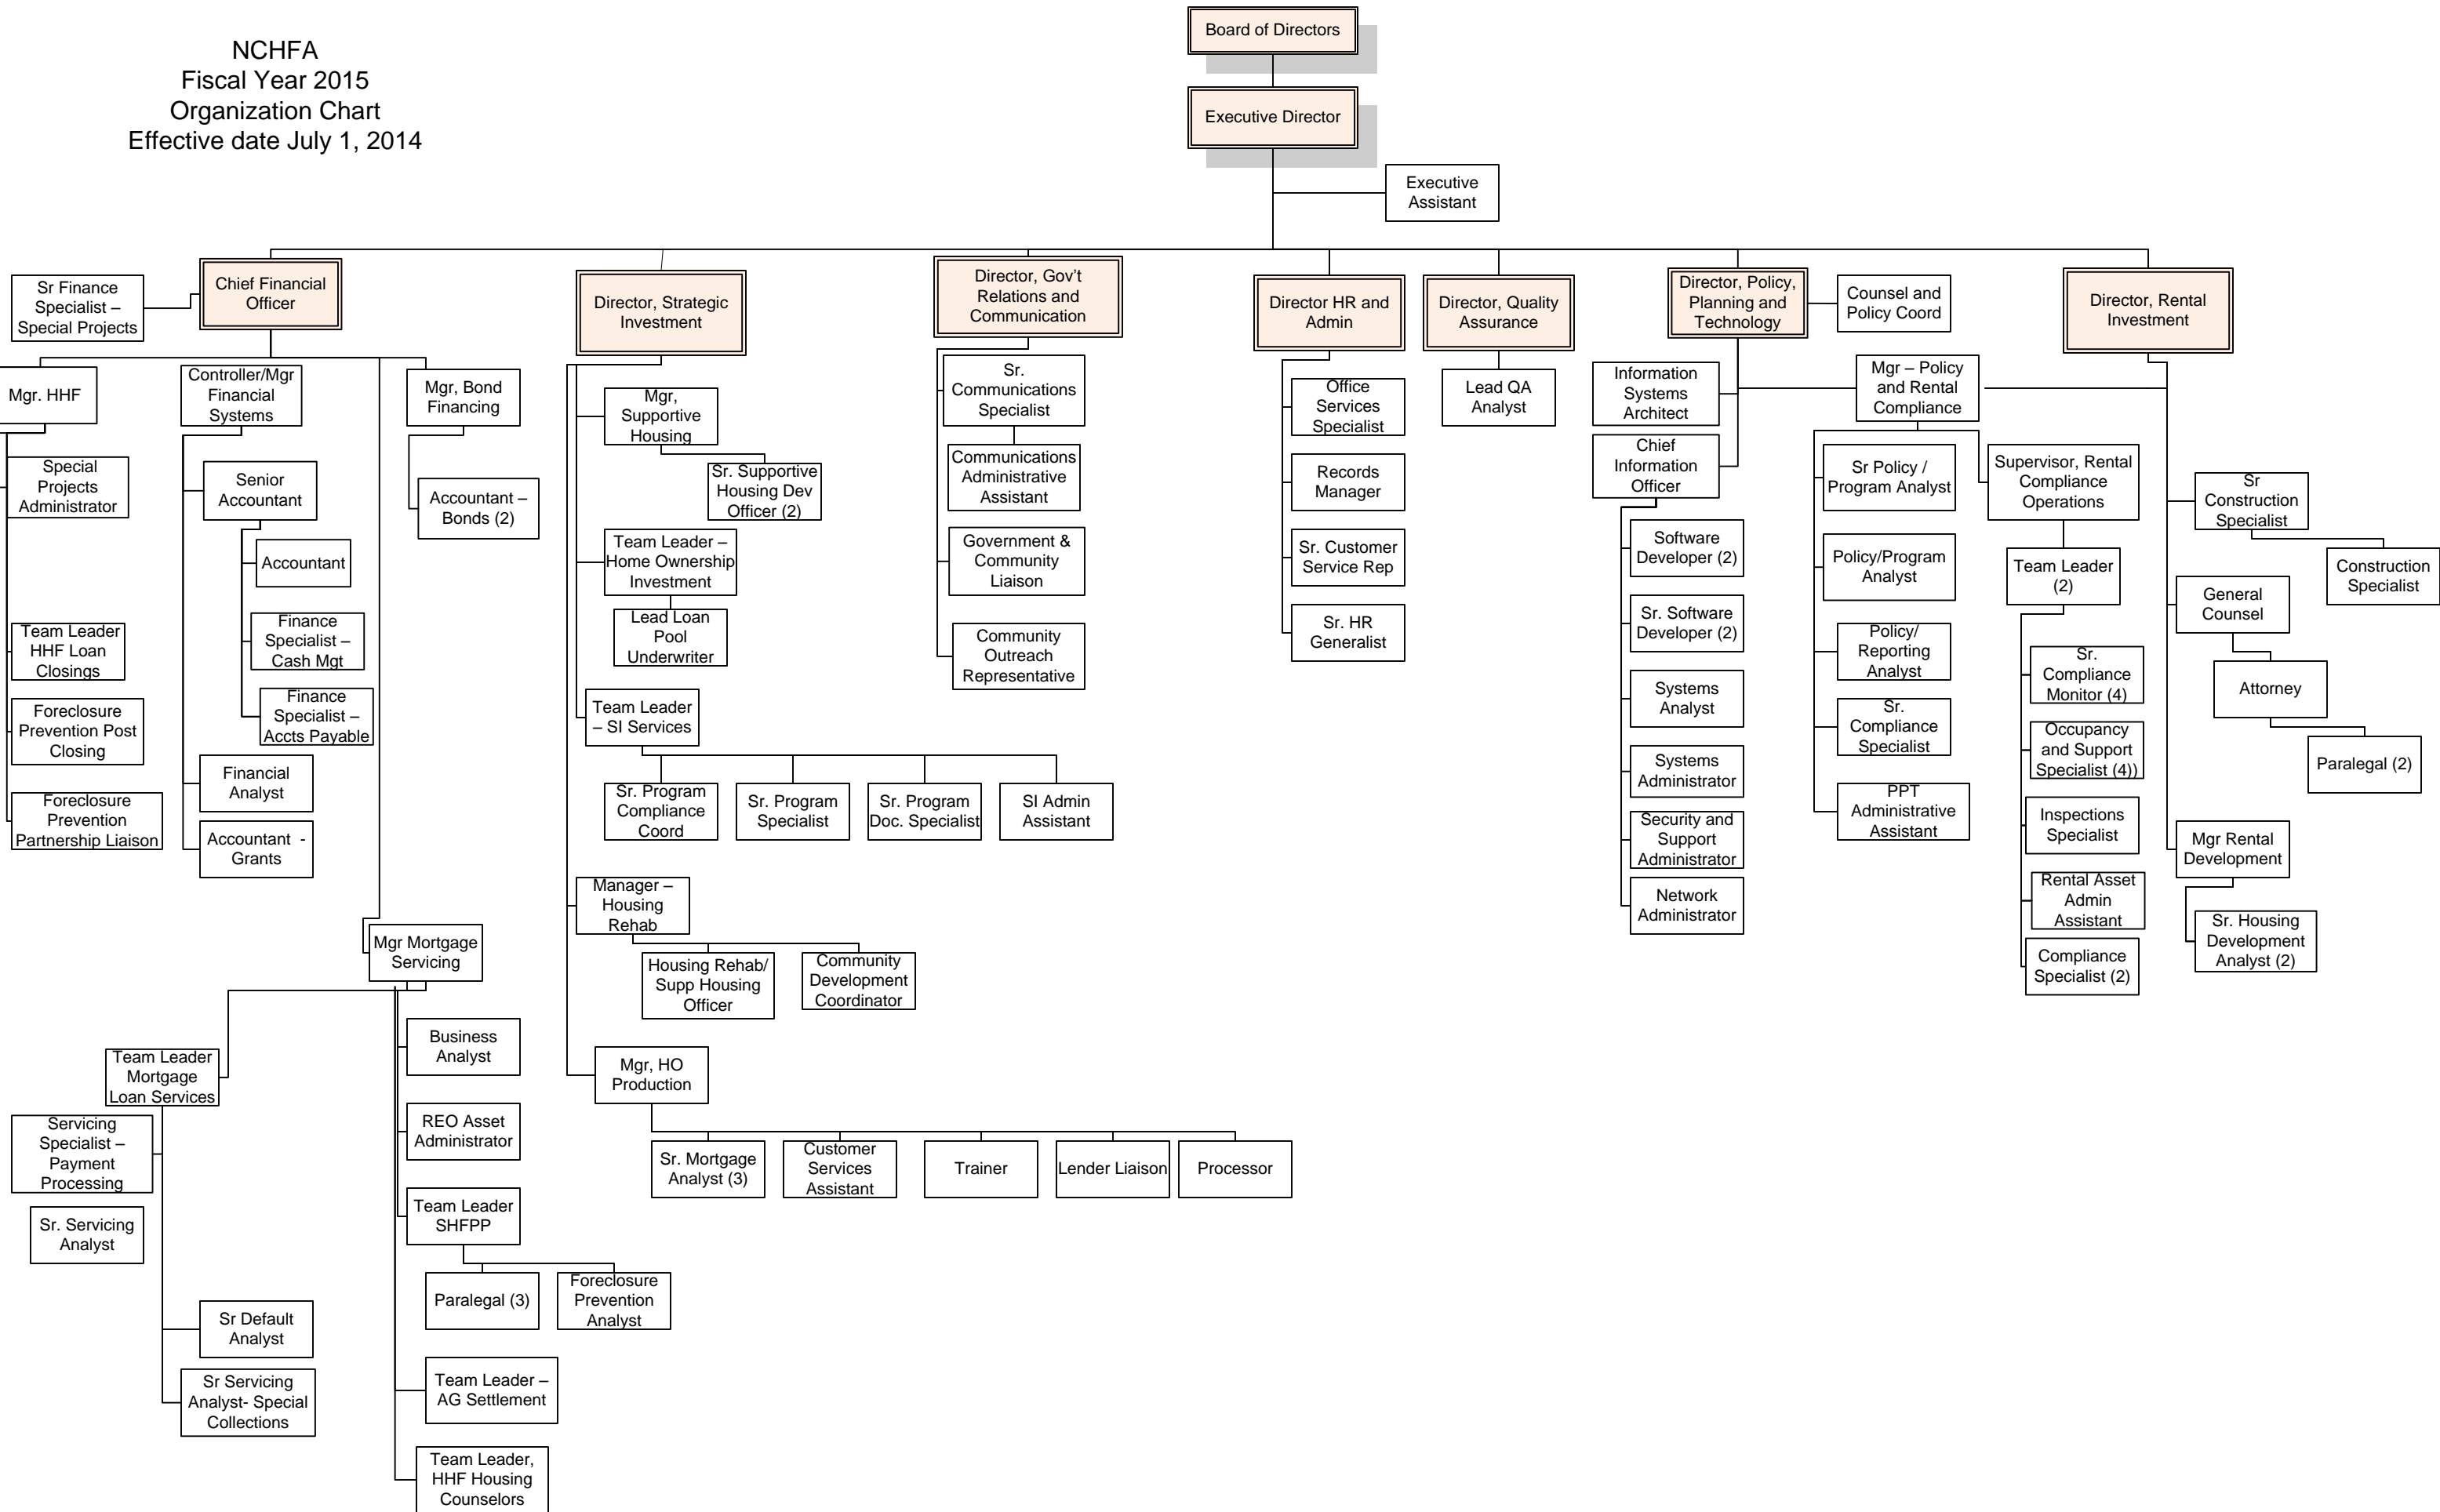 NCHFA
Fiscal Year 2015
Organization Chart
Effective date July 1, 2014
Board of Directors
Executive Director
Executive
Assistant
Sr Finance
Specialist –
Special Projects
Chief Financial
Officer
Director, Strategic
Investment
Director, Gov't
Relations and
Communication
Director HR and
Admin
Director, Quality
Assurance
Director, Policy,
Planning and
Technology
Counsel and
Policy Coord
Director, Rental
Investment
Mgr. HHF
Special
Projects
Administrator
Team Leader
HHF Loan
Closings
Foreclosure
Prevention Post
Closing
Foreclosure
Prevention
Partnership Liaison
Controller/Mgr
Financial
Systems
Senior
Accountant
Accountant
Finance
Specialist –
Cash Mgt
Finance
Specialist –
Accts Payable
Financial
Analyst
Accountant -
Grants
Mgr, Bond
Financing
Accountant –
Bonds (2)
Mgr Mortgage
Servicing
Team Leader
Mortgage
Loan Services
Servicing
Specialist –
Payment
Processing
Sr. Servicing
Analyst
Sr Default
Analyst
Sr Servicing
Analyst- Special
Collections
Business
Analyst
REO Asset
Administrator
Team Leader
SHFPP
Paralegal (3)
Foreclosure
Prevention
Analyst
Team Leader –
AG Settlement
Team Leader,
HHF Housing
Counselors
Mgr,
Supportive
Housing
Sr. Supportive
Housing Dev
Officer (2)
Team Leader –
Home Ownership
Investment
Lead Loan
Pool
Underwriter
Team Leader
– SI Services
Sr. Program
Compliance
Coord
Sr. Program
Specialist
Sr. Program
Doc. Specialist
SI Admin
Assistant
Manager –
Housing
Rehab
Housing Rehab/
Supp Housing
Officer
Community
Development
Coordinator
Mgr, HO
Production
Sr. Mortgage
Analyst (3)
Customer
Services
Assistant
Trainer
Lender Liaison
Processor
Sr.
Communications
Specialist
Communications
Administrative
Assistant
Government &
Community
Liaison
Community
Outreach
Representative
Office
Services
Specialist
Records
Manager
Sr. Customer
Service Rep
Sr. HR
Generalist
Lead QA
Analyst
Information
Systems
Architect
Chief
Information
Officer
Software
Developer (2)
Sr. Software
Developer (2)
Systems
Analyst
Systems
Administrator
Security and
Support
Administrator
Network
Administrator
Mgr – Policy
and Rental
Compliance
Sr Policy /
Program Analyst
Policy/Program
Analyst
Policy/
Reporting
Analyst
Sr.
Compliance
Specialist
PPT
Administrative
Assistant
Supervisor, Rental
Compliance
Operations
Team Leader
(2)
Sr.
Compliance
Monitor (4)
Occupancy
and Support
Specialist (4))
Inspections
Specialist
Rental Asset
Admin
Assistant
Compliance
Specialist (2)
Sr
Construction
Specialist
Construction
Specialist
General
Counsel
Attorney
Paralegal (2)
Mgr Rental
Development
Sr. Housing
Development
Analyst (2)